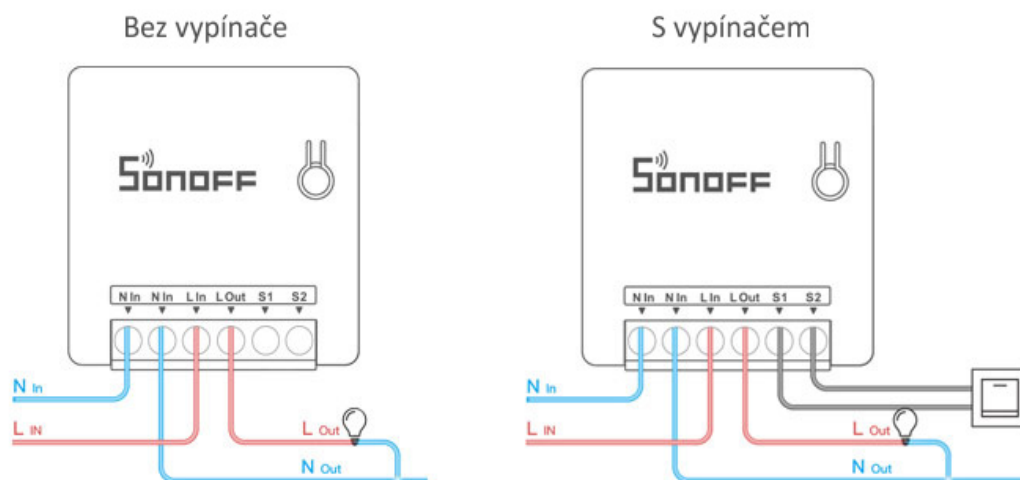 Bez vypínače
SONOFF
N In N In L In L Out S1 S2
N In
L IN
L Out
N Out
S vypínačem
SONOFF
N In N In L In L Out S1 S2
N In
L IN
L Out
N Out